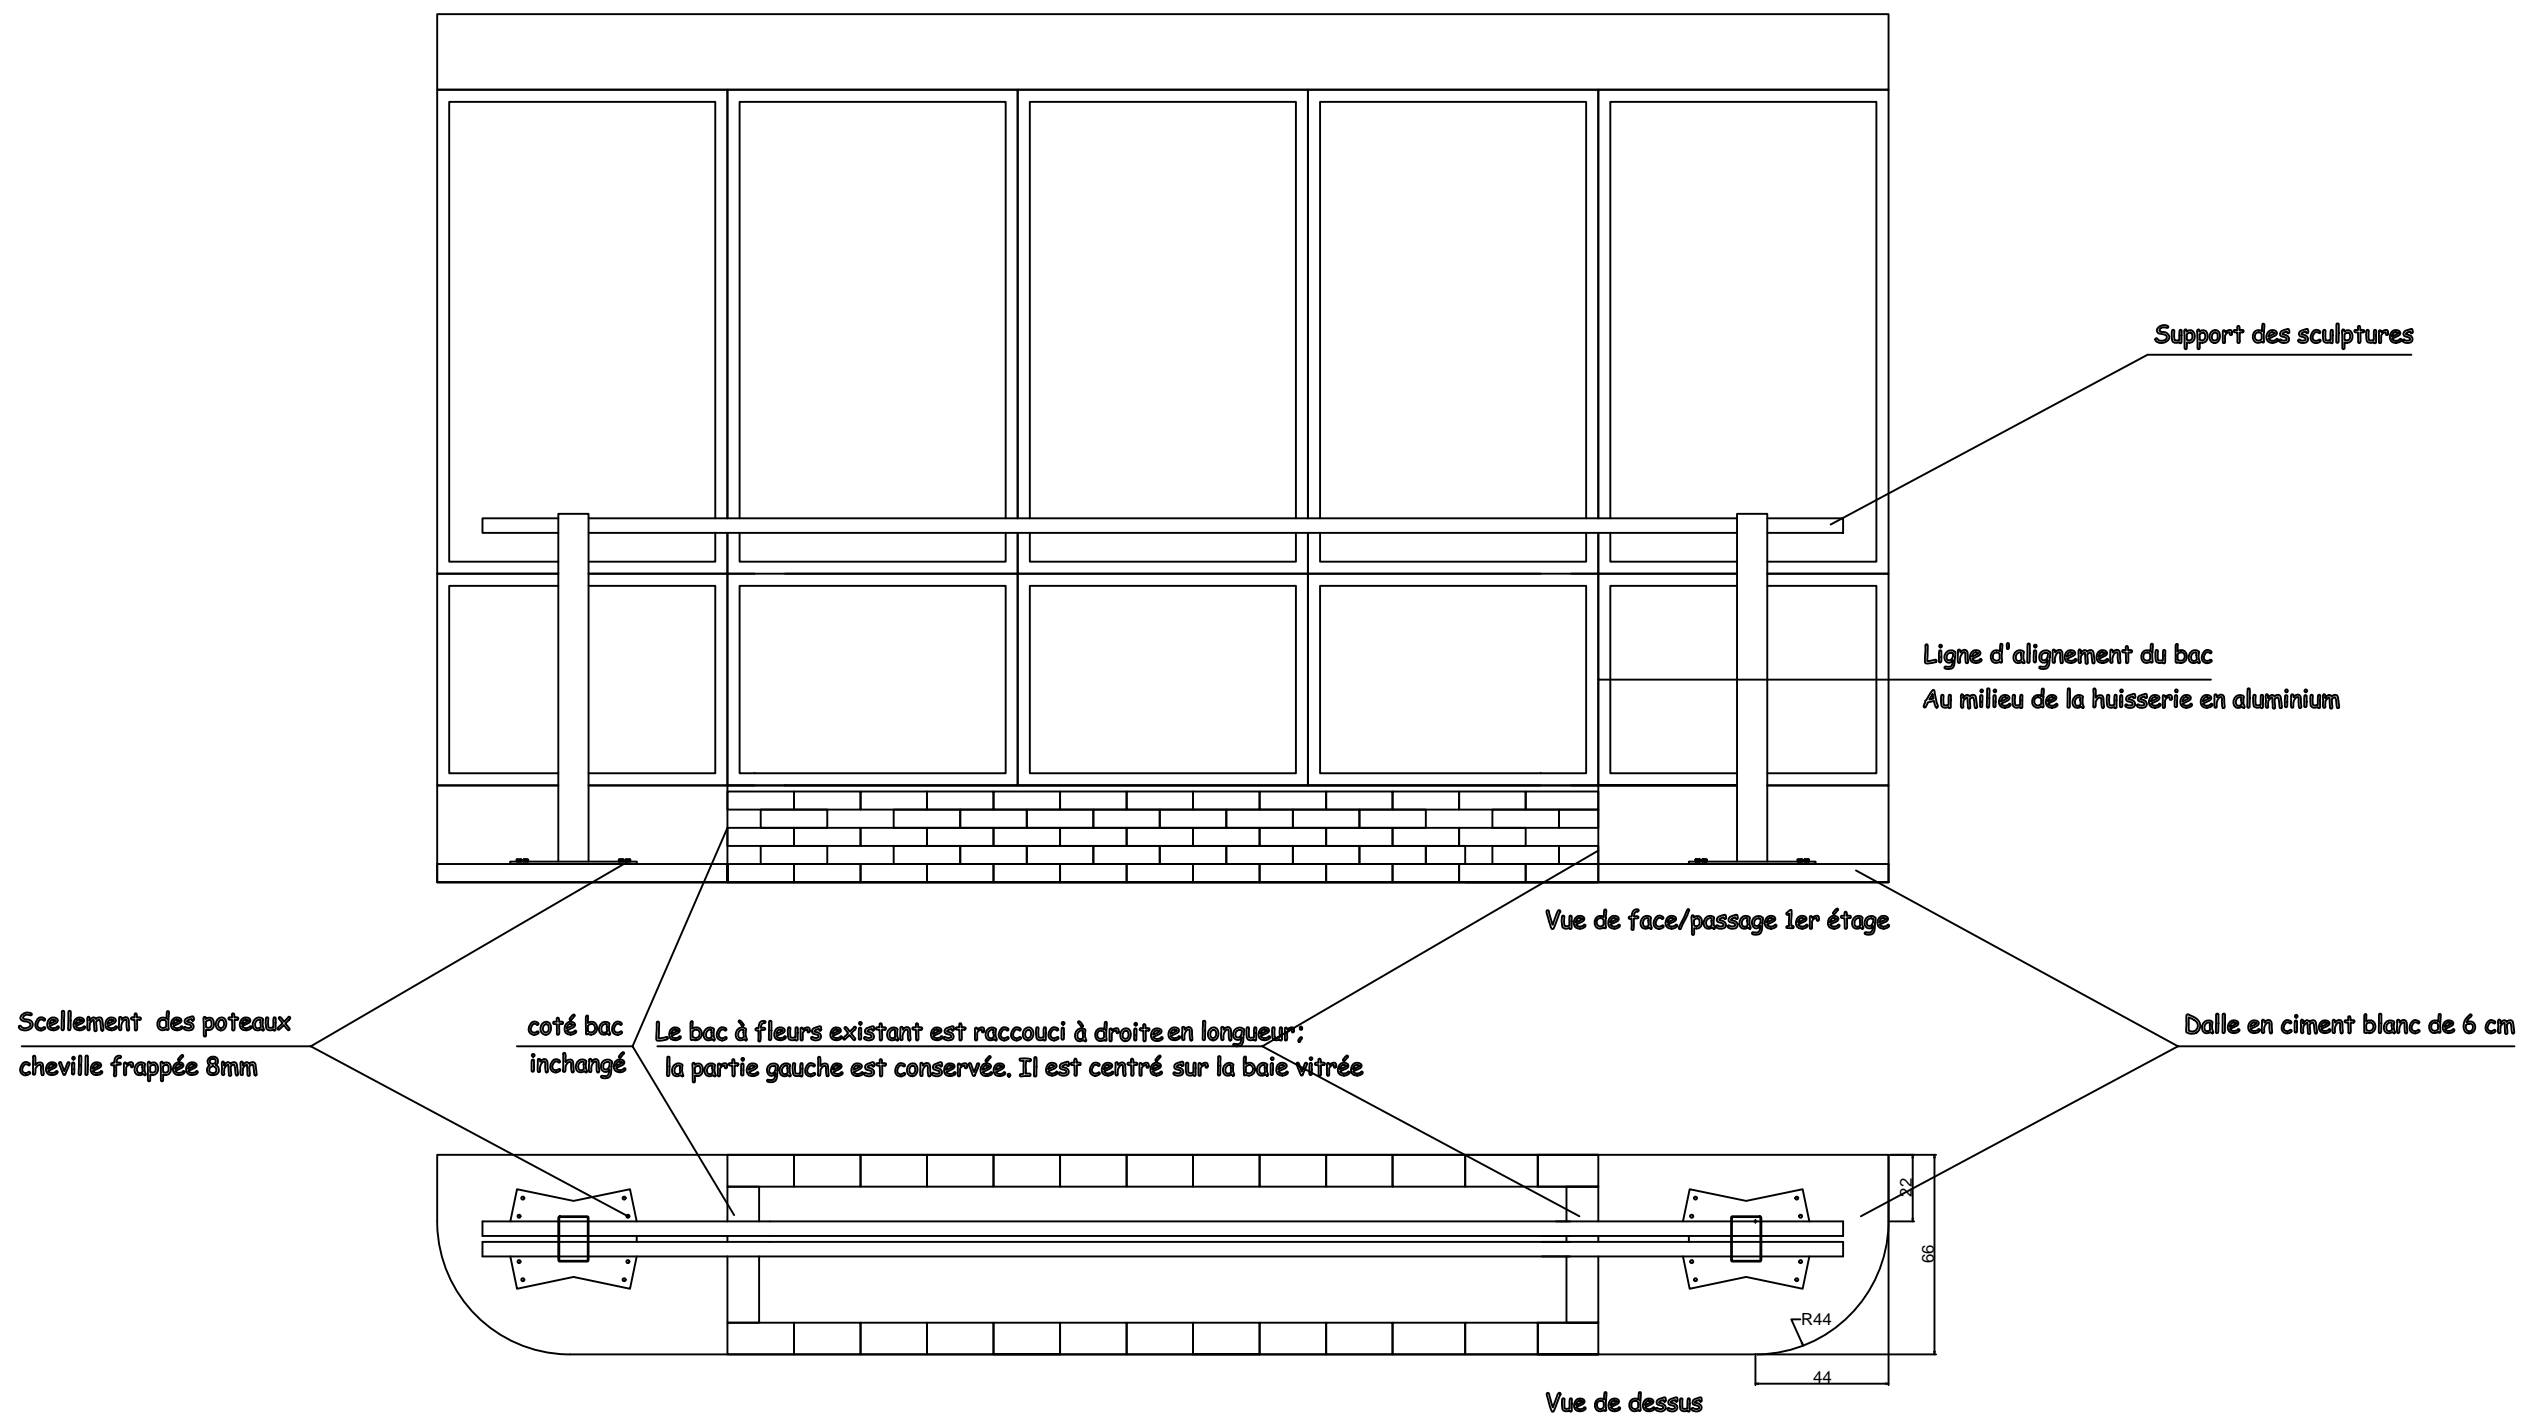 Support des sculptures
Ligne d'alignement du bac
Au milieu de la huisserie en aluminium
Vue de face/passage 1er étage
Scellement des poteaux
cheville frappée 8mm
coté bac
inchangé
Le bac à fleurs existant est raccouci à droite en longueur;
la partie gauche est conservée. Il est centré sur la baie vitrée
Dalle en ciment blanc de 6 cm
22
66
R44
44
Vue de dessus